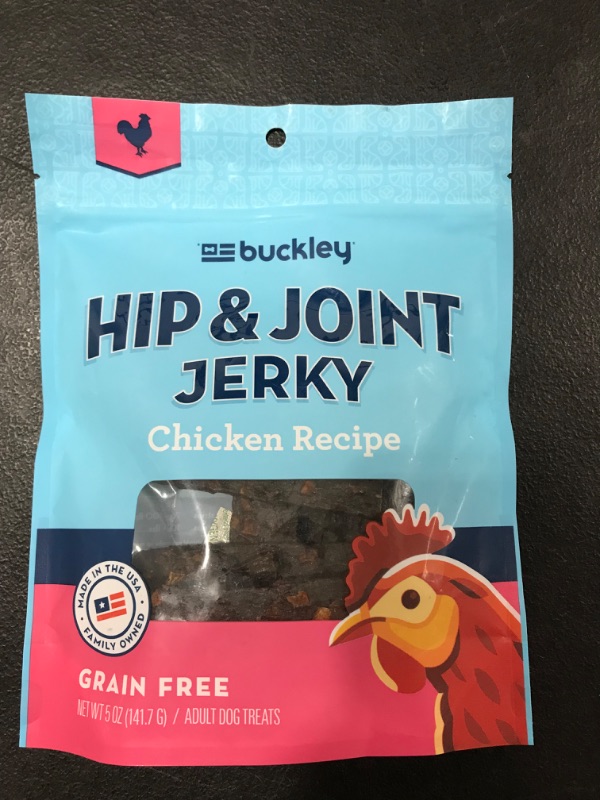 buckley
HIP & JOINT
JERKY
Chicken Recipe
MADE IN THE USA
FAMILY OWNED
GRAIN FREE
NET WT 5 OZ (141.7 G) / ADULT DOG TREATS